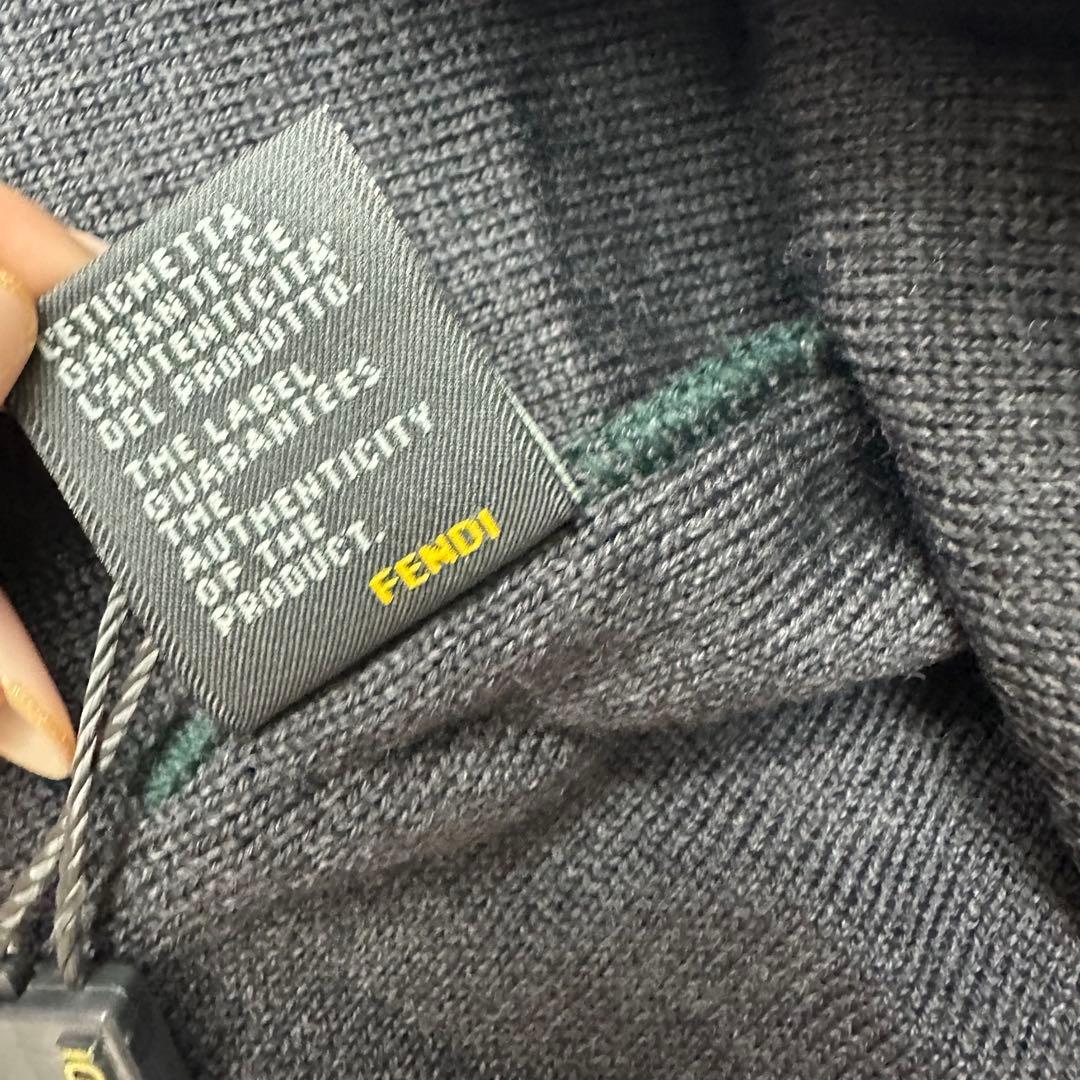 L'ETICHETTA
GARANTISCE
L'AUTENTICITÀ
DEL PRODOTTO.
THE LABEL
GUARANTEES
THE
AUTHENTICITY
OF THE
PRODUCT.
FENDI